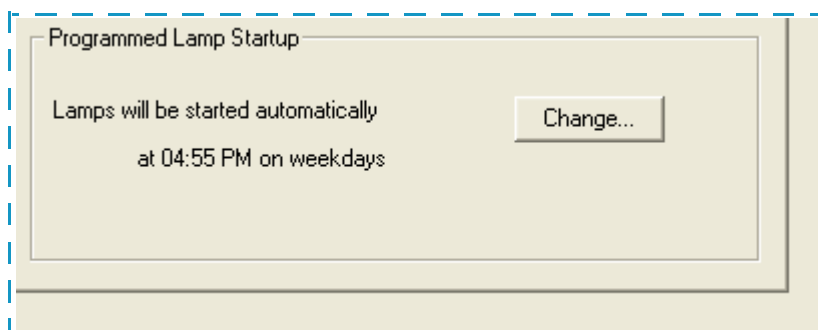 Programmed Lamp Startup
Lamps will be started automatically
Change...
at 04:55 PM on weekdays